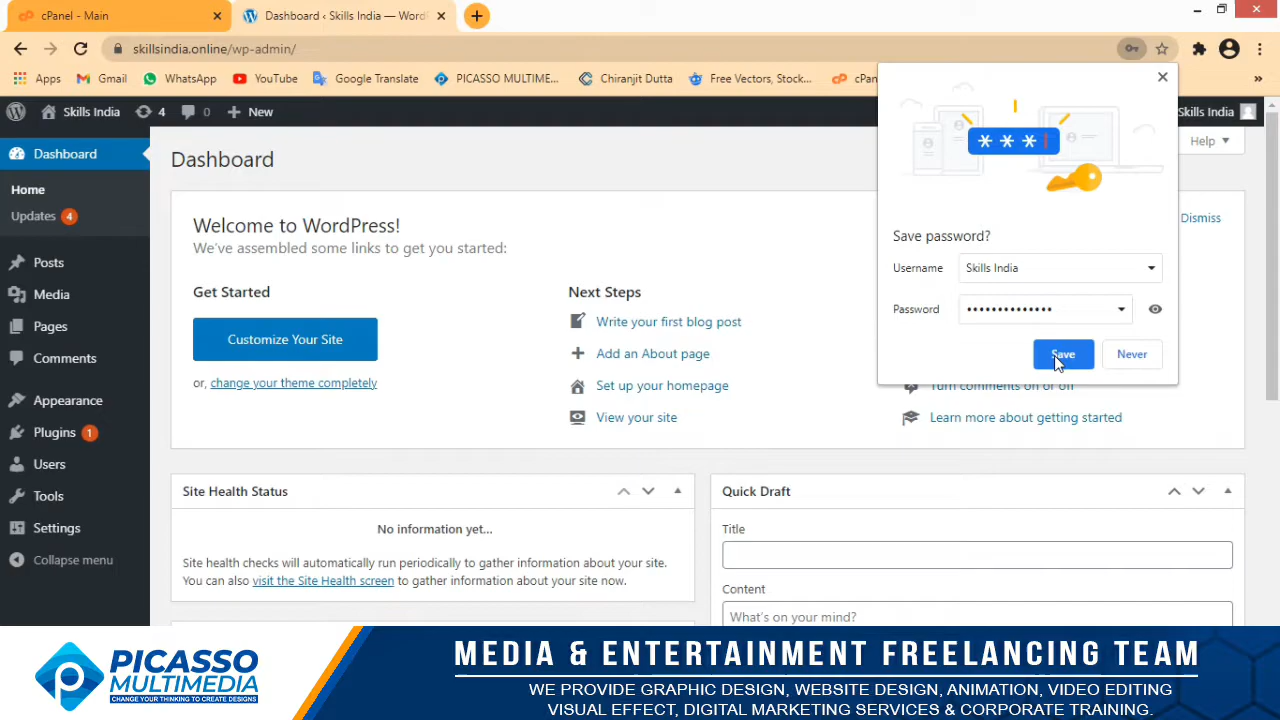 cPanel - Main
Dashboard ‹ Skills India — Word
skillsindia.online/wp-admin/
Apps
Gmail
WhatsApp
YouTube
Google Translate
PICASSO MULTIME...
Chiranjit Dutta
Free Vectors, Stock...
cPan
»
Skills India
4
0
New
Skills India
Help
Dashboard
Home
Updates 4
Posts
Media
Pages
Comments
Appearance
Plugins 1
Users
Tools
Settings
Collapse menu
Dashboard
Welcome to WordPress!
We've assembled some links to get you started:
Dismiss
Get Started
Customize Your Site
or, change your theme completely
Next Steps
Write your first blog post
Add an About page
Set up your homepage
View your site
Turn comments on or off
Learn more about getting started
* * *
Save password?
Username Skills India
Password ••••••••••••••
Save Never
Site Health Status
No information yet...
Site health checks will automatically run periodically to gather information about your site.
You can also visit the Site Health screen to gather information about your site now.
Quick Draft
Title
Content
What's on your mind?
PICASSO
MULTIMEDIA
CHANGE YOUR THINKING TO CREATE DESIGNS
MEDIA & ENTERTAINMENT FREELANCING TEAM
WE PROVIDE GRAPHIC DESIGN, WEBSITE DESIGN, ANIMATION, VIDEO EDITING
VISUAL EFFECT, DIGITAL MARKETING SERVICES & CORPORATE TRAINING.